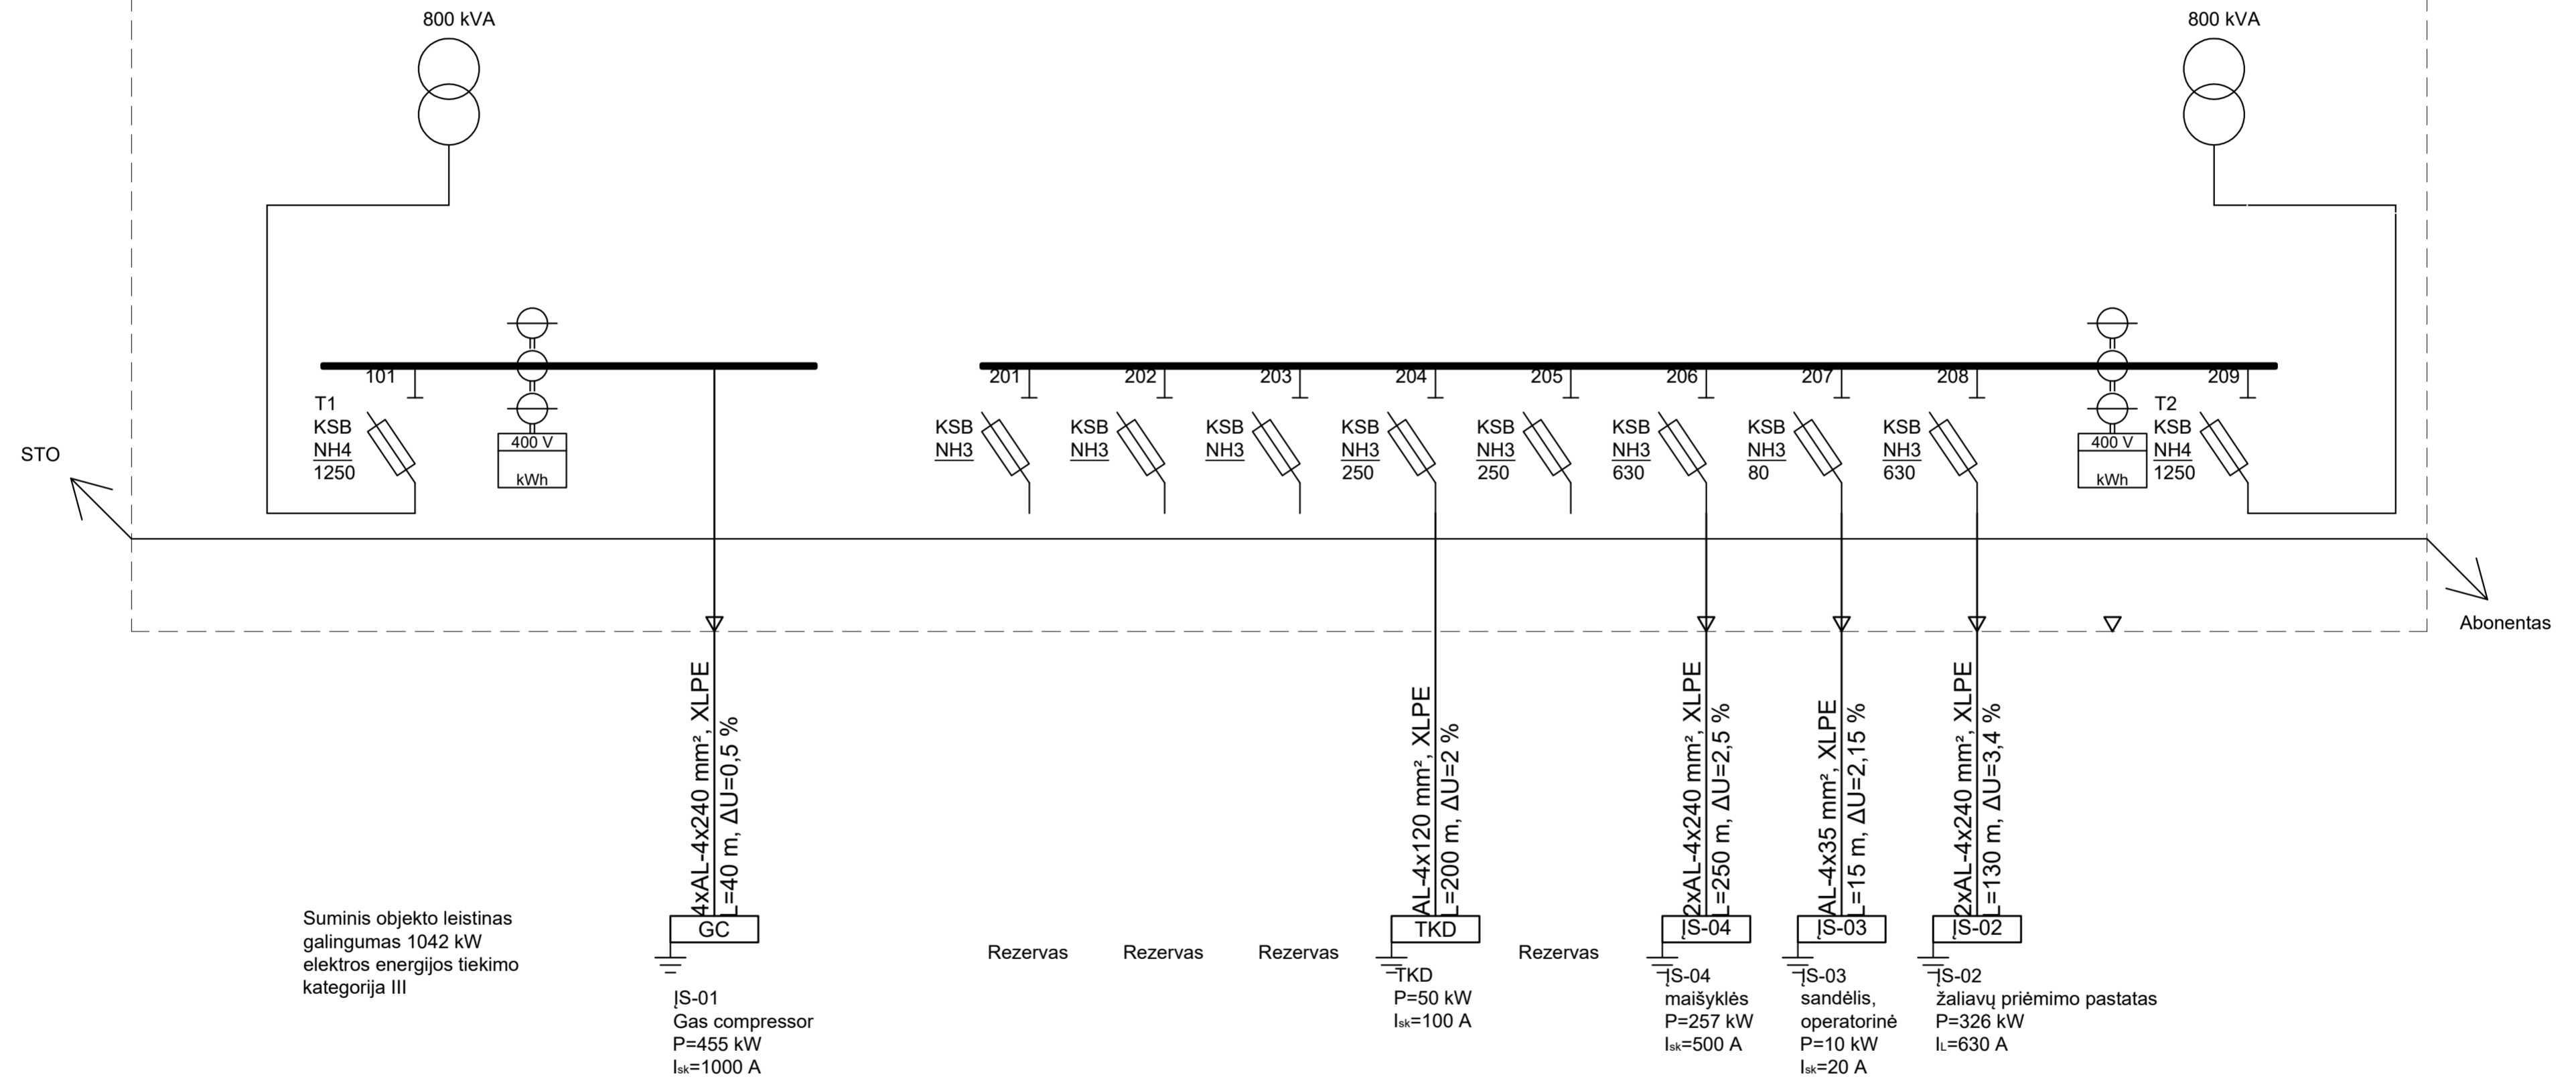 800 kVA
800 kVA
101
201
202
203
204
205
206
207
208
209
T1
KSB
NH4
1250
400 V
kWh
KSB
NH3
KSB
NH3
KSB
NH3
KSB
NH3
250
KSB
NH3
250
KSB
NH3
630
KSB
NH3
80
KSB
NH3
630
400 V
kWh
T2
KSB
NH4
1250
STO
Abonentas
4xAL-4x240 mm², XLPE
L=40 m, ΔU=0,5 %
AL-4x120 mm², XLPE
L=200 m, ΔU=2 %
2xAL-4x240 mm², XLPE
L=250 m, ΔU=2,5 %
AL-4x35 mm², XLPE
L=15 m, ΔU=2,15 %
2xAL-4x240 mm², XLPE
L=130 m, ΔU=3,4 %
Suminis objekto leistinas
galingumas 1042 kW
elektros energijos tiekimo
kategorija III
GC
ĮS-01
Gas compressor
P=455 kW
Isk=1000 A
Rezervas
Rezervas
Rezervas
TKD
TKD
P=50 kW
Isk=100 A
Rezervas
ĮS-04
ĮS-04
maišyklės
P=257 kW
Isk=500 A
ĮS-03
ĮS-03
sandėlis,
operatorinė
P=10 kW
Isk=20 A
ĮS-02
ĮS-02
žaliavų priėmimo pastatas
P=326 kW
IL=630 A